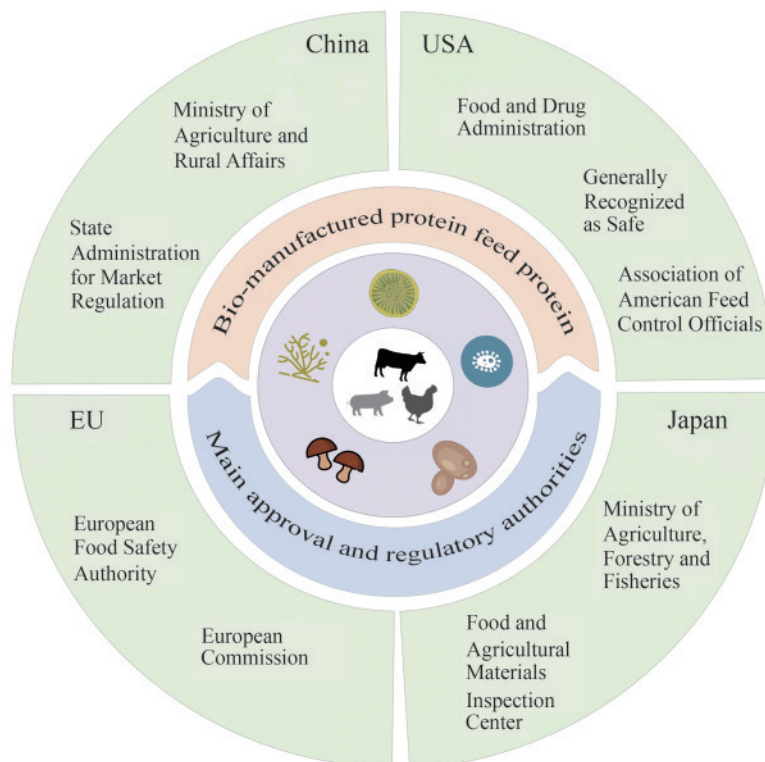 China
Ministry of
Agriculture and
Rural Affairs
State
Administration
for Market
Regulation
USA
Food and Drug
Administration
Generally
Recognized
as Safe
Association of
American Feed
Control Officials
Bio-manufactured protein feed protein
Main approval and regulatory authorities
EU
European
Food Safety
Authority
European
Commission
Japan
Ministry of
Agriculture,
Forestry and
Fisheries
Food and
Agricultural
Materials
Inspection
Center